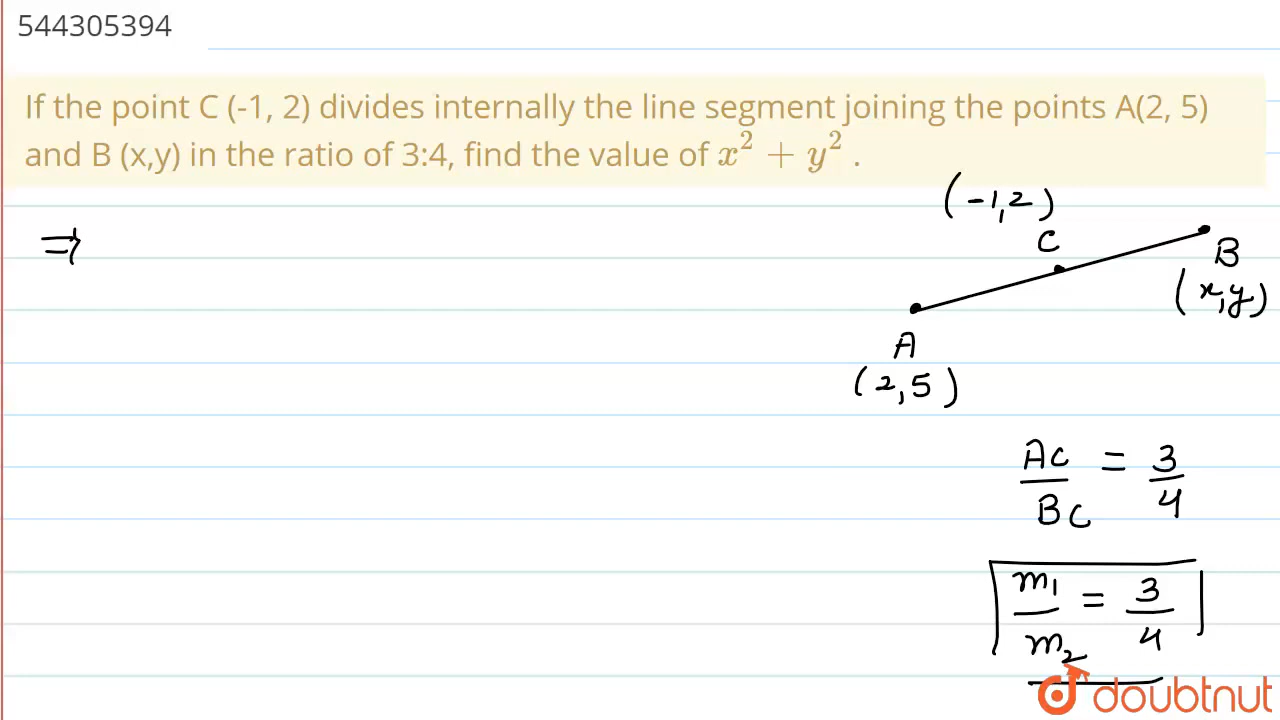 544305394
If the point C (-1, 2) divides internally the line segment joining the points A(2, 5)
and B (x,y) in the ratio of 3:4, find the value of x² + y² .
(-1,2)
⇒
C
B
(x,y)
A
(2,5)
AC/BC = 3/4
m₁/m₂ = 3/4
doubtnut